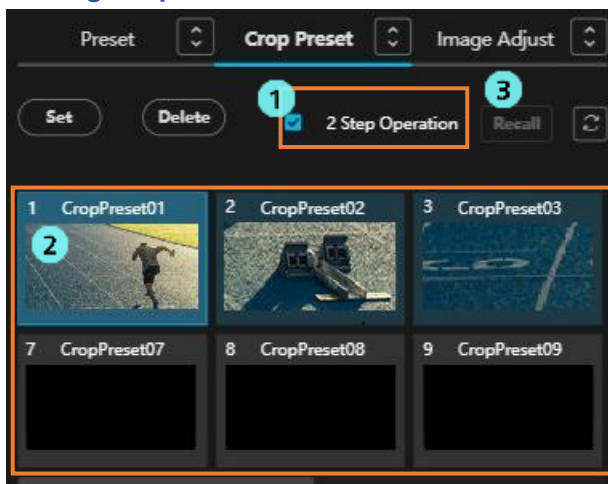 Preset Crop Preset Image Adjust
1 3
Set Delete 2 Step Operation Recall
1 CropPreset01 2 CropPreset02 3 CropPreset03
2
7 CropPreset07 8 CropPreset08 9 CropPreset09